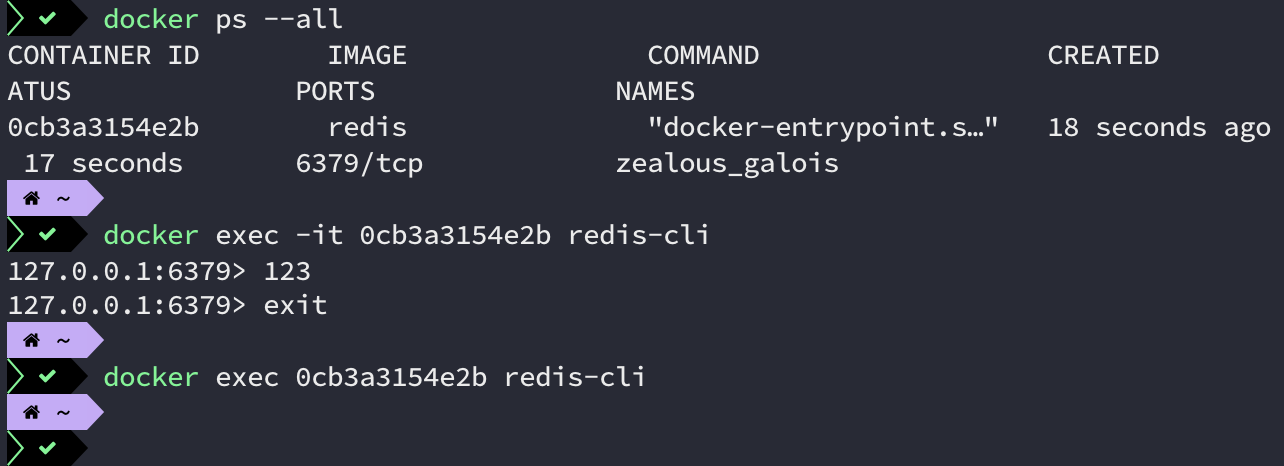 docker ps --all
CONTAINER ID IMAGE COMMAND CREATED
ATUS PORTS NAMES
0cb3a3154e2b redis "docker-entrypoint.s…" 18 seconds ago
17 seconds 6379/tcp zealous_galois
~
docker exec -it 0cb3a3154e2b redis-cli
127.0.0.1:6379> 123
127.0.0.1:6379> exit
~
docker exec 0cb3a3154e2b redis-cli
~